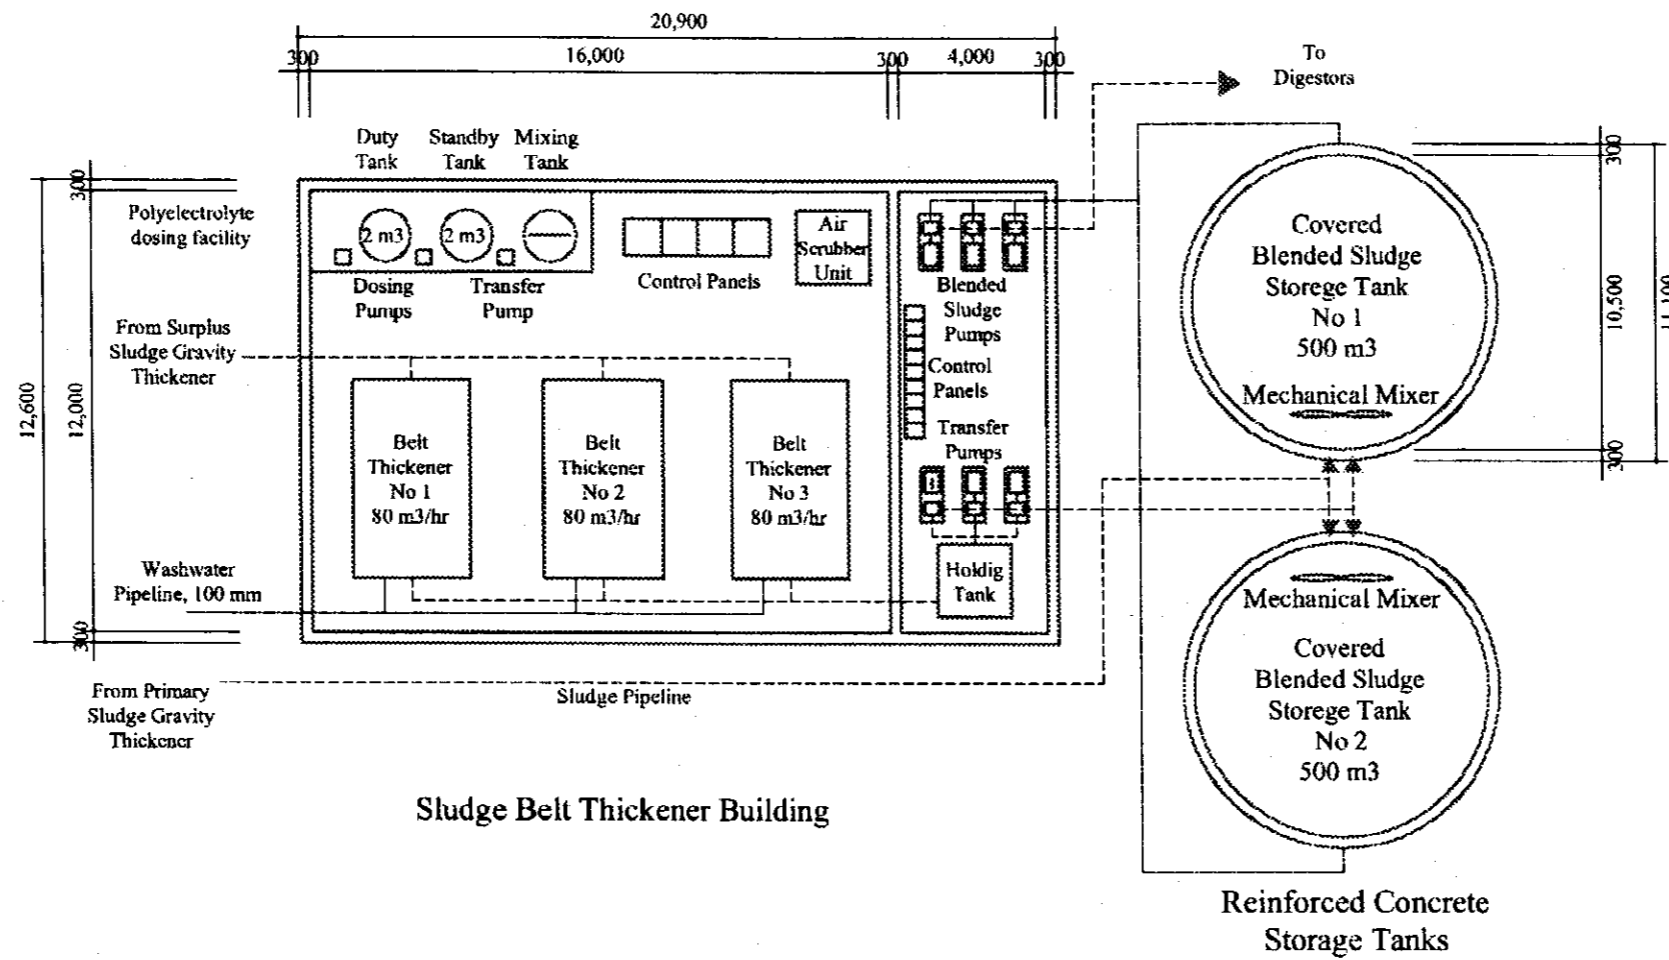 20,900
300
16,000
300
4,000
300
To
Digestors
Duty
Tank
Standby
Tank
Mixing
Tank
300
12,600
12,000
300
Polyelectrolyte
dosing facility
2 m3
2 m3
Dosing
Pumps
Transfer
Pump
Control Panels
Air
Scrubber
Unit
Blended
Sludge
Pumps
Control
Panels
Transfer
Pumps
From Surplus
Sludge Gravity
Thickener
Belt
Thickener
No 1
80 m3/hr
Belt
Thickener
No 2
80 m3/hr
Belt
Thickener
No 3
80 m3/hr
Holdig
Tank
Washwater
Pipeline, 100 mm
From Primary
Sludge Gravity
Thickener
Sludge Pipeline
Covered
Blended Sludge
Storege Tank
No 1
500 m3
Mechanical Mixer
300
10,500
11,100
300
Mechanical Mixer
Covered
Blended Sludge
Storege Tank
No 2
500 m3
Sludge Belt Thickener Building
Reinforced Concrete
Storage Tanks